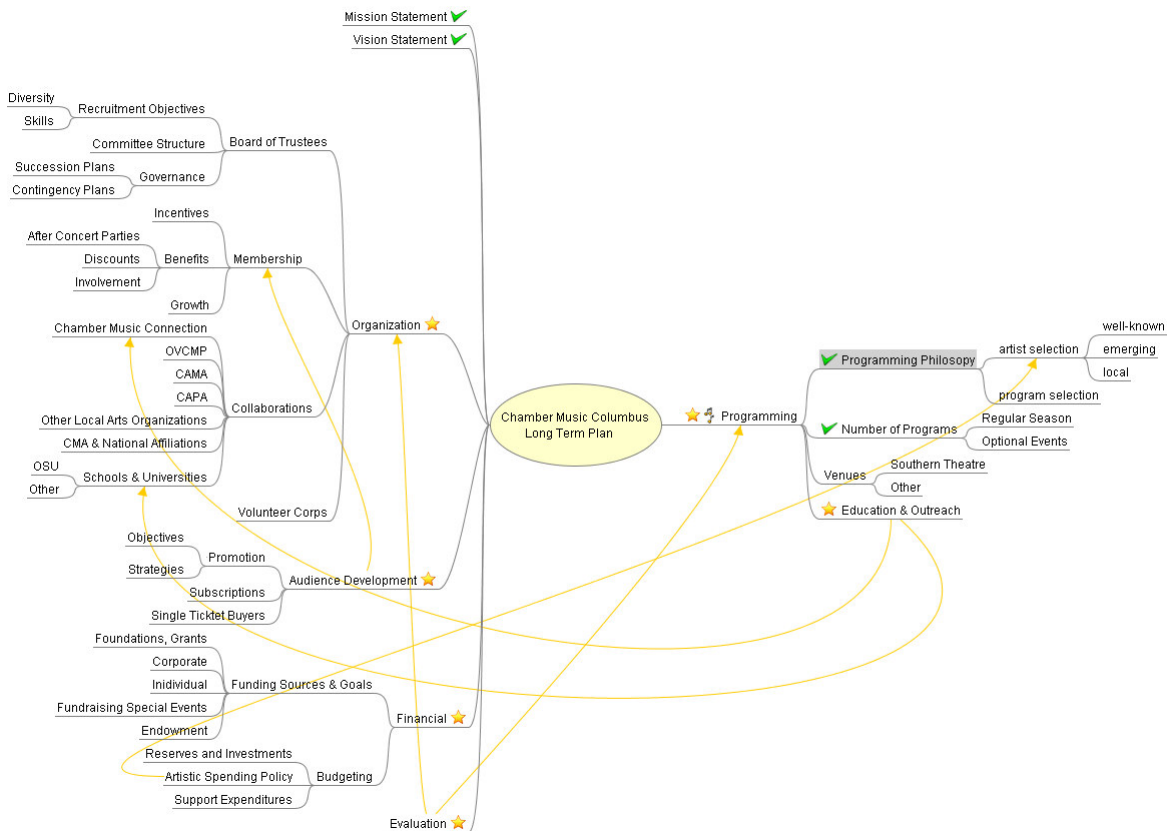 Mission Statement
Vision Statement
Diversity
Skills
Recruitment Objectives
Committee Structure
Succession Plans
Contingency Plans
Governance
Board of Trustees
Incentives
After Concert Parties
Discounts
Involvement
Benefits
Growth
Membership
Chamber Music Connection
OVCMP
CAMA
CAPA
Other Local Arts Organizations
CMA & National Affiliations
OSU
Other
Schools & Universities
Collaborations
Volunteer Corps
Organization
Objectives
Strategies
Promotion
Subscriptions
Single Ticktet Buyers
Audience Development
Foundations, Grants
Corporate
Inidividual
Fundraising Special Events
Endowment
Funding Sources & Goals
Reserves and Investments
Artistic Spending Policy
Support Expenditures
Budgeting
Financial
Evaluation
Chamber Music Columbus
Long Term Plan
Programming
Programming Philosopy
artist selection
well-known
emerging
local
program selection
Number of Programs
Regular Season
Optional Events
Venues
Southern Theatre
Other
Education & Outreach